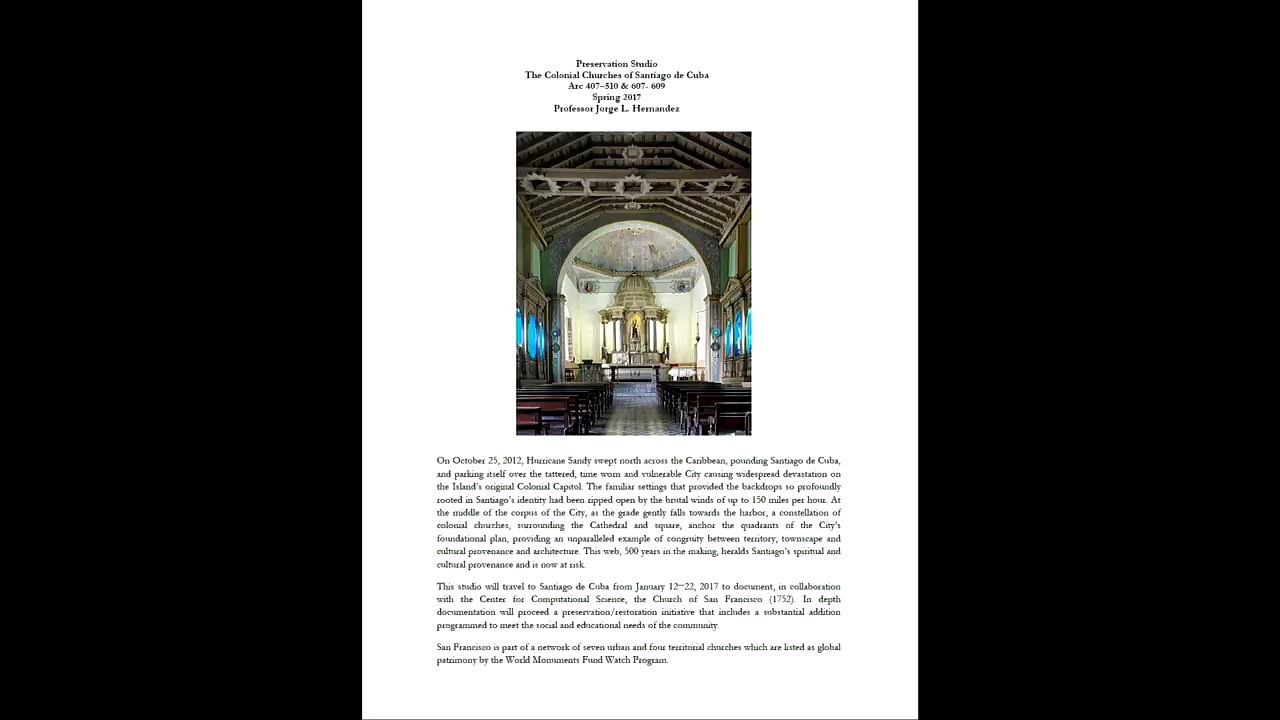 Preservation Studio
The Colonial Churches of Santiago de Cuba
Arc 407–510 & 607- 609
Spring 2017
Professor Jorge L. Hernandez
On October 25, 2012, Hurricane Sandy swept north across the Caribbean, pounding Santiago de Cuba,
and parking itself over the tattered, time worn and vulnerable City causing widespread devastation on
the Island's original Colonial Capitol. The familiar settings that provided the backdrops so profoundly
rooted in Santiago's identity had been ripped open by the brutal winds of up to 150 miles per hour. At
the middle of the corpus of the City, as the grade gently falls towards the harbor, a constellation of
colonial churches, surrounding the Cathedral and square, anchor the quadrants of the City's
foundational plan, providing an unparalleled example of congruity between territory, townscape and
cultural provenance and architecture. This web, 500 years in the making, heralds Santiago's spiritual and
cultural provenance and is now at risk.
This studio will travel to Santiago de Cuba from January 12–22, 2017 to document, in collaboration
with the Center for Computational Science, the Church of San Francisco (1752). In depth
documentation will proceed a preservation/restoration initiative that includes a substantial addition
programmed to meet the social and educational needs of the community.
San Francisco is part of a network of seven urban and four territorial churches which are listed as global
patrimony by the World Monuments Fund Watch Program.